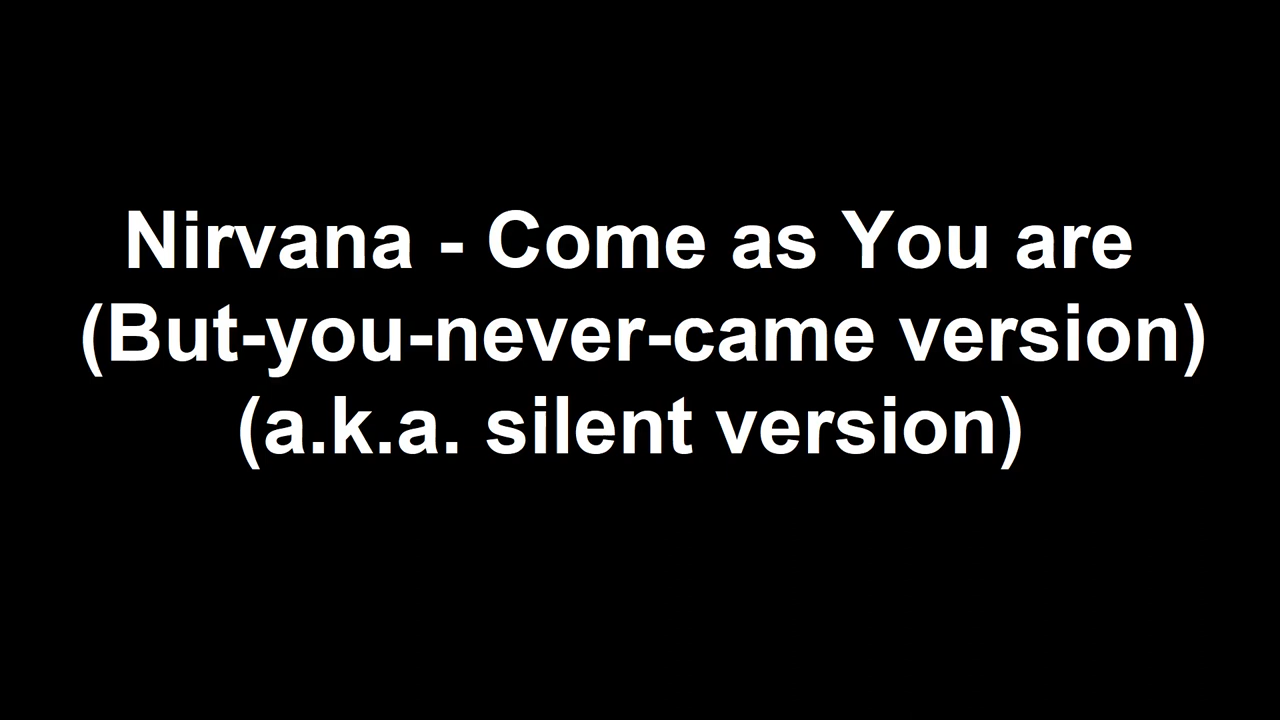 Nirvana - Come as You are
(But-you-never-came version)
(a.k.a. silent version)